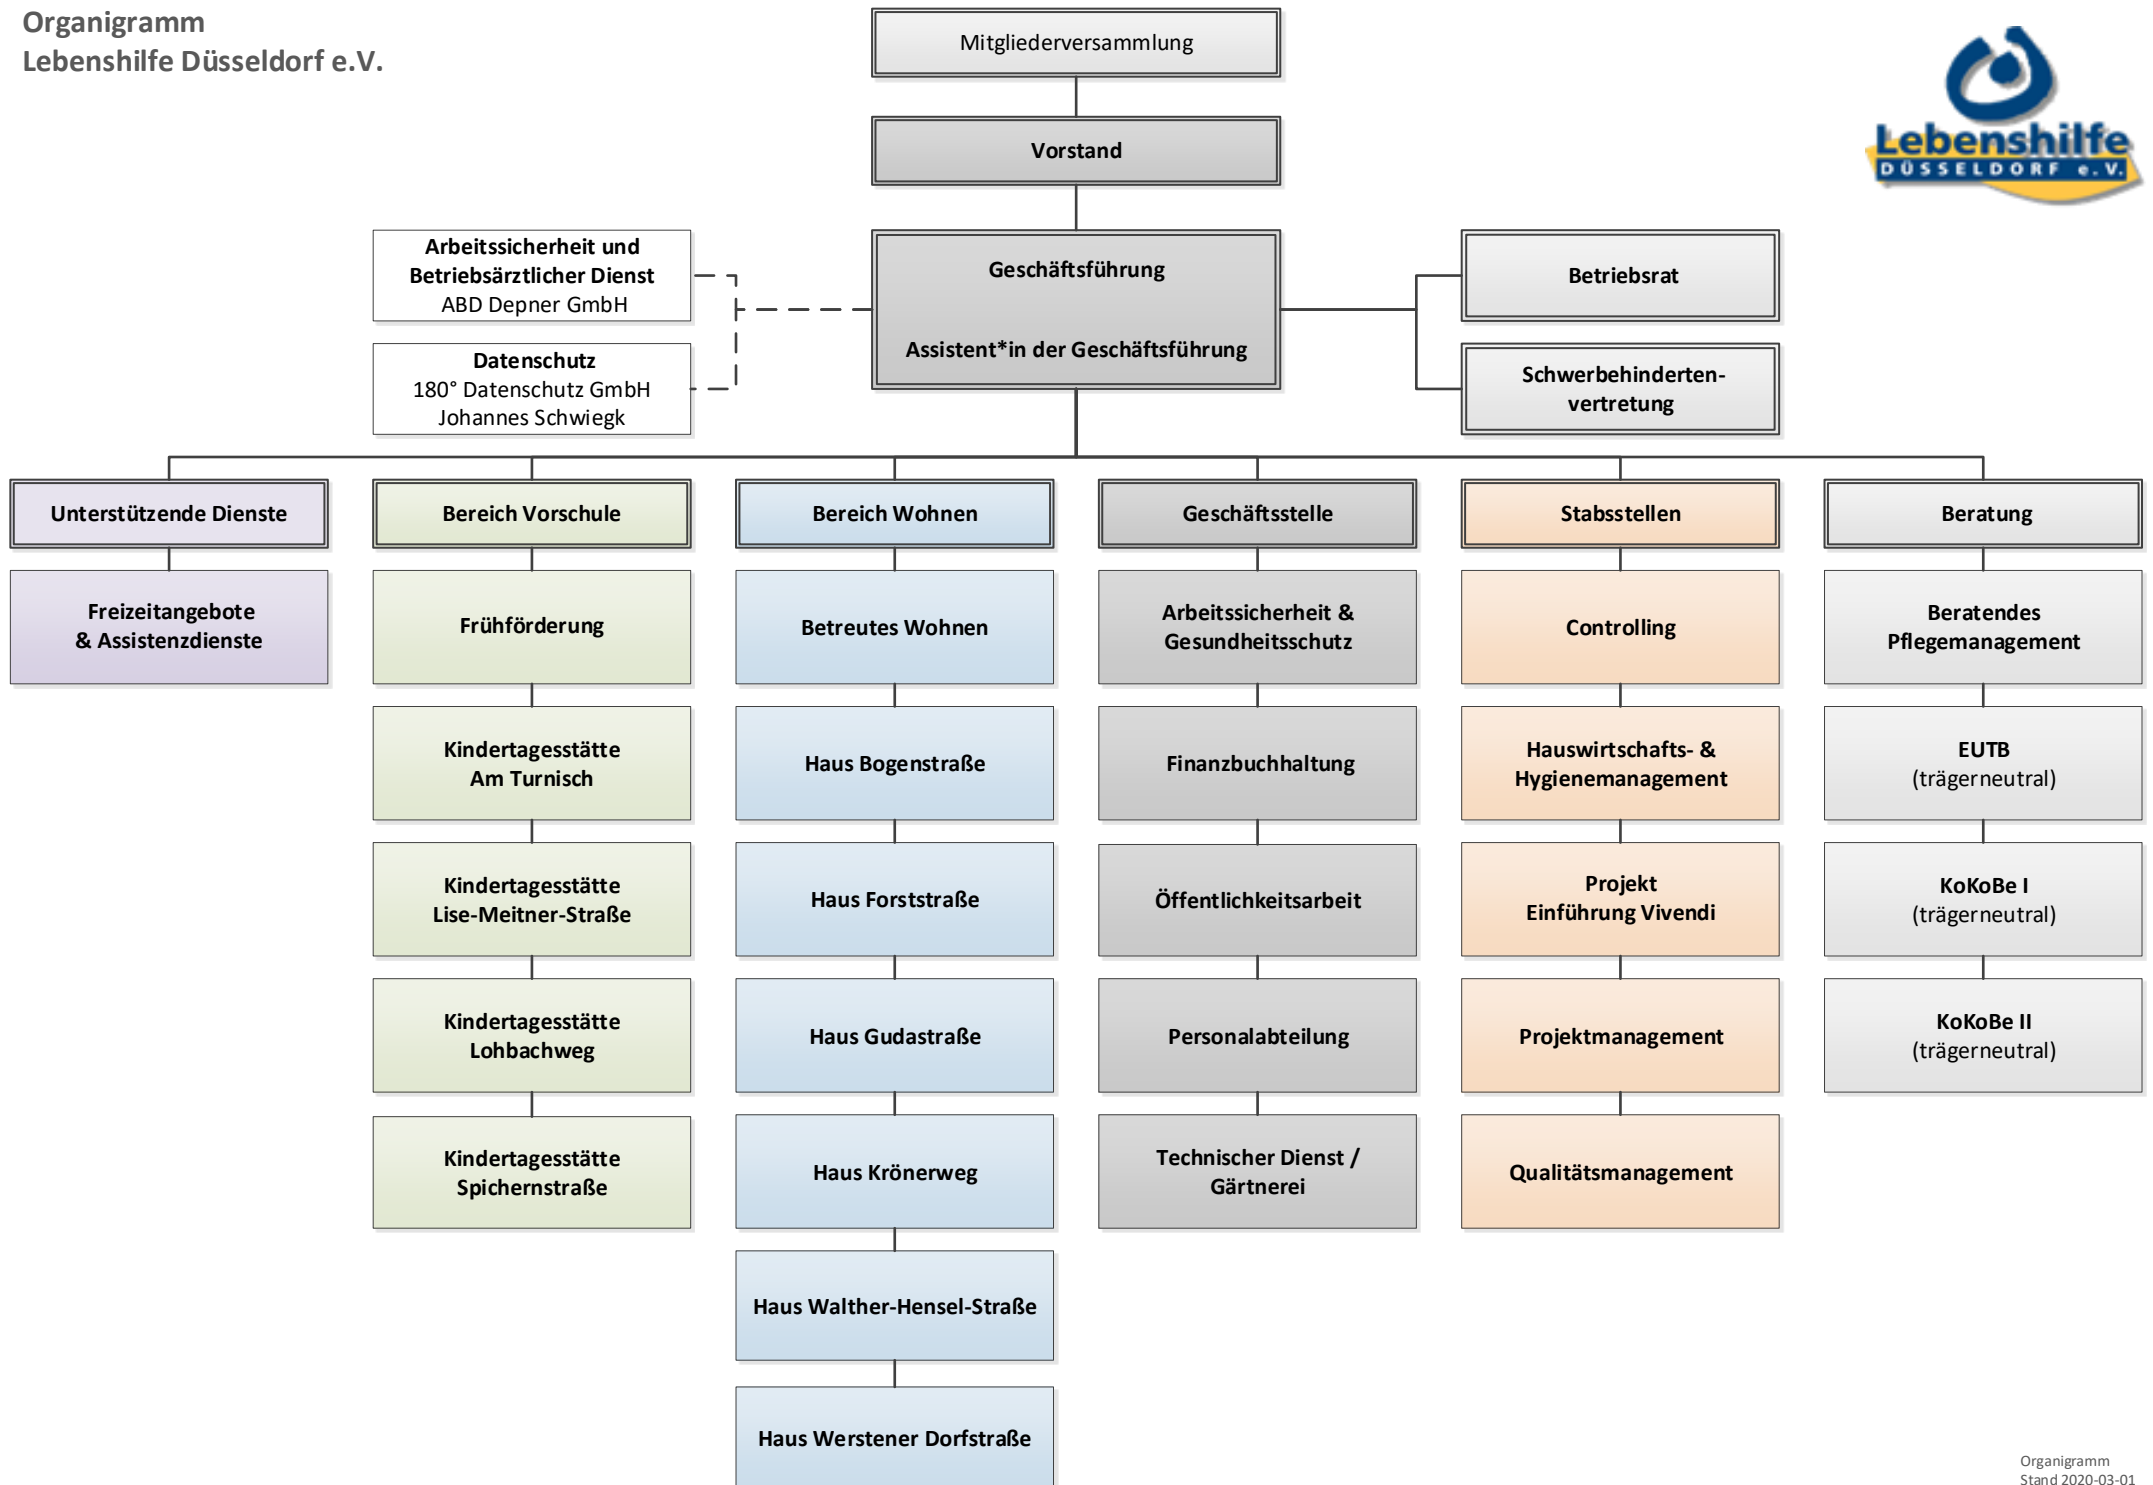 Organigramm
Lebenshilfe Düsseldorf e.V.
Mitgliederversammlung
Lebenshilfe
DÜSSELDORF e.V.
Vorstand
Arbeitssicherheit und
Betriebsärztlicher Dienst
ABD Depner GmbH
Datenschutz
180° Datenschutz GmbH
Johannes Schwiegk
Geschäftsführung
Assistent*in der Geschäftsführung
Betriebsrat
Schwerbehinderten-
vertretung
Unterstützende Dienste
Freizeitangebote
& Assistenzdienste
Bereich Vorschule
Frühförderung
Kindertagesstätte
Am Turnisch
Kindertagesstätte
Lise-Meitner-Straße
Kindertagesstätte
Lohbachweg
Kindertagesstätte
Spichernstraße
Bereich Wohnen
Betreutes Wohnen
Haus Bogenstraße
Haus Forststraße
Haus Gudastraße
Haus Krönerweg
Haus Walther-Hensel-Straße
Haus Werstener Dorfstraße
Geschäftsstelle
Arbeitssicherheit &
Gesundheitsschutz
Finanzbuchhaltung
Öffentlichkeitsarbeit
Personalabteilung
Technischer Dienst /
Gärtnerei
Stabsstellen
Controlling
Hauswirtschafts- &
Hygienemanagement
Projekt
Einführung Vivendi
Projektmanagement
Qualitätsmanagement
Beratung
Beratendes
Pflegemanagement
EUTB
(trägerneutral)
KoKoBe I
(trägerneutral)
KoKoBe II
(trägerneutral)
Organigramm
Stand 2020-03-01